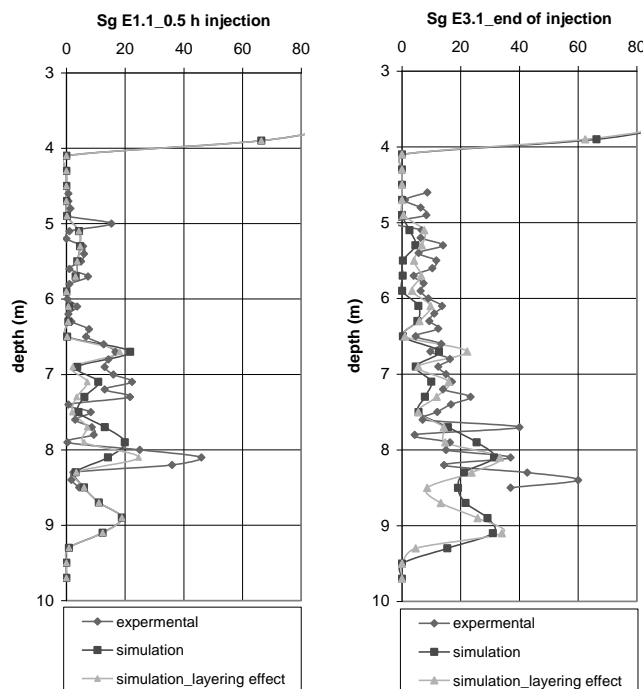 Sg E1.1_0.5 h injection
0 20 40 60 80
3
4
5
6
7
8
9
10
depth (m)
experimental
simulation
simulation_layering effect
Sg E3.1_end of injection
0 20 40 60 80
3
4
5
6
7
8
9
10
depth (m)
experimental
simulation
simulation_layering effect